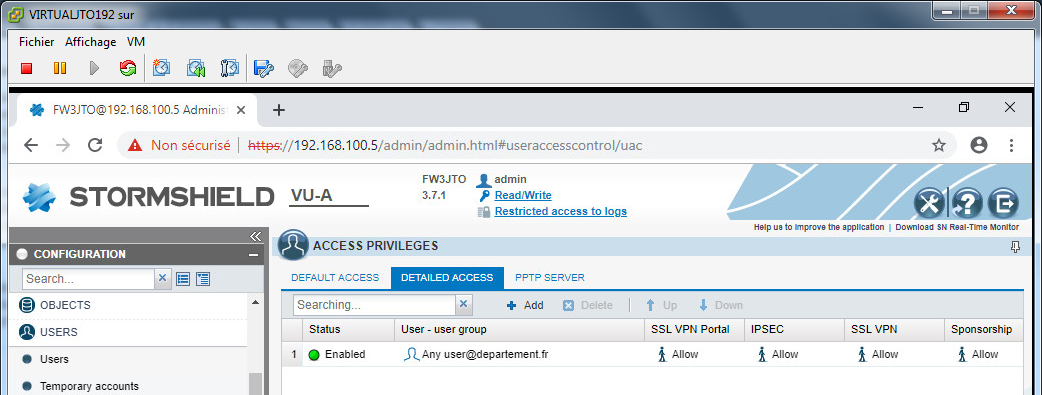 VIRTUALJTO192 sur
Fichier Affichage VM
FW3JTO@192.168.100.5 Adminis
Non sécurisé https://192.168.100.5/admin/admin.html#useraccesscontrol/uac
STORMSHIELD VU-A FW3JTO admin
3.7.1 Read/Write
Restricted access to logs
Help us to improve the application | Download SN Real-Time Monitor
CONFIGURATION ACCESS PRIVILEGES
Search... DEFAULT ACCESS DETAILED ACCESS PPTP SERVER
OBJECTS Searching... Add Delete Up Down
USERS Status User - user group SSL VPN Portal IPSEC SSL VPN Sponsorship
Users 1 Enabled Any user@departement.fr Allow Allow Allow Allow
Temporary accounts